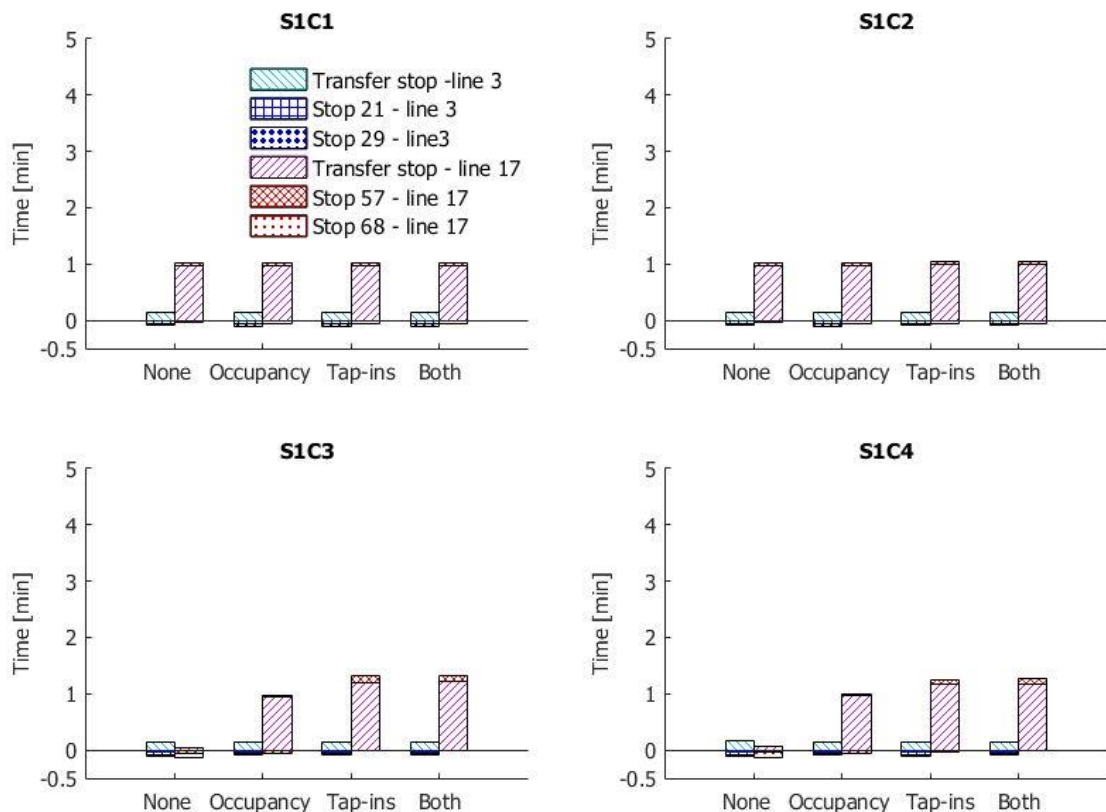 S1C1
5
4
3
2
1
0
-0.5
Time [min]
Transfer stop -line 3
Stop 21 - line 3
Stop 29 - line3
Transfer stop - line 17
Stop 57 - line 17
Stop 68 - line 17
None Occupancy Tap-ins Both
S1C2
5
4
3
2
1
0
-0.5
Time [min]
None Occupancy Tap-ins Both
S1C3
5
4
3
2
1
0
-0.5
Time [min]
None Occupancy Tap-ins Both
S1C4
5
4
3
2
1
0
-0.5
Time [min]
None Occupancy Tap-ins Both